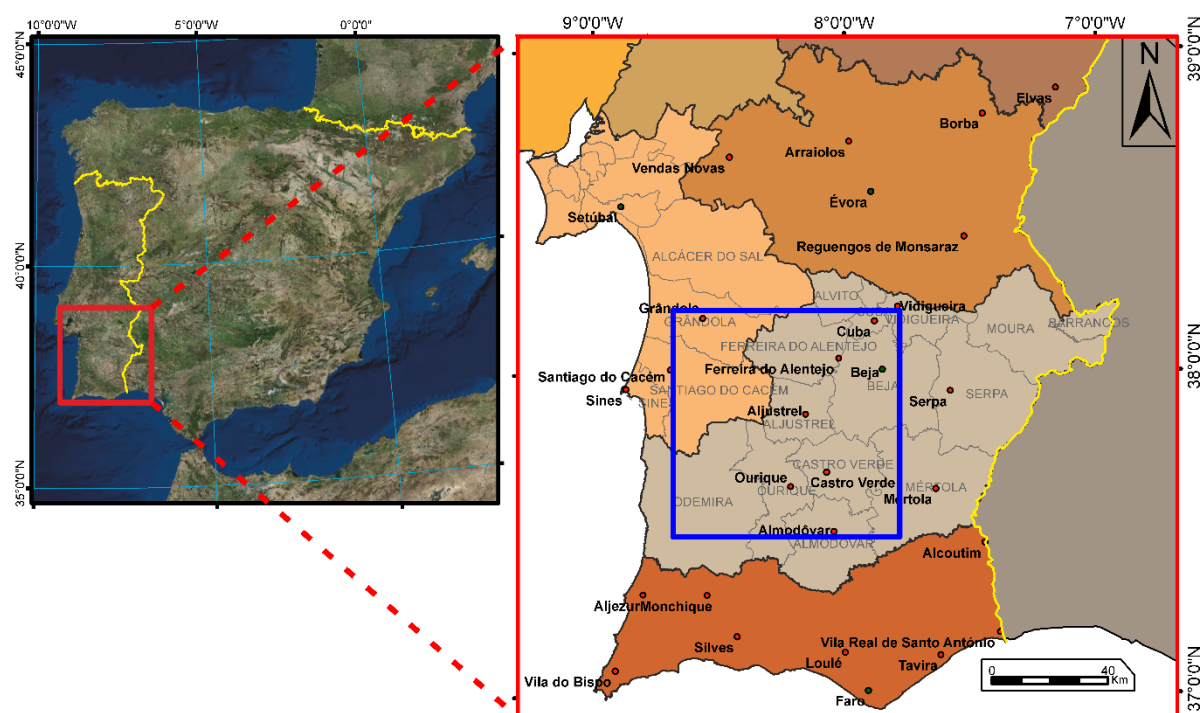 10°0'0"W
5°0'0"W
0°0'0"
45°0'0"N
40°0'0"N
35°0'0"N
9°0'0"W
8°0'0"W
7°0'0"W
39°0'0"N
38°0'0"N
37°0'0"N
N
Elvas
Borba
Arraiolos
Vendas Novas
Évora
Setúbal
Reguengos de Monsaraz
ALCÁCER DO SAL
ALVITO
Vidigueira
Grândola
GRÂNDOLA
VIDIGUEIRA
Cuba
MOURA
BARRANCOS
FERREIRA DO ALENTEJO
Ferreira do Alentejo
Beja
BEJA
Santiago do Cacém
SANTIAGO DO CACÉM
Sines
SINES
Serpa
SERPA
Aljustrel
ALJUSTREL
CASTRO VERDE
Castro Verde
Ourique
OURIQUE
ODEMIRA
MÉRTOLA
Mértola
Almodôvar
ALMODÔVAR
Alcoutim
Aljezur
Monchique
Silves
Vila Real de Santo António
Loulé
Tavira
Vila do Bispo
Faro
0 40
Km